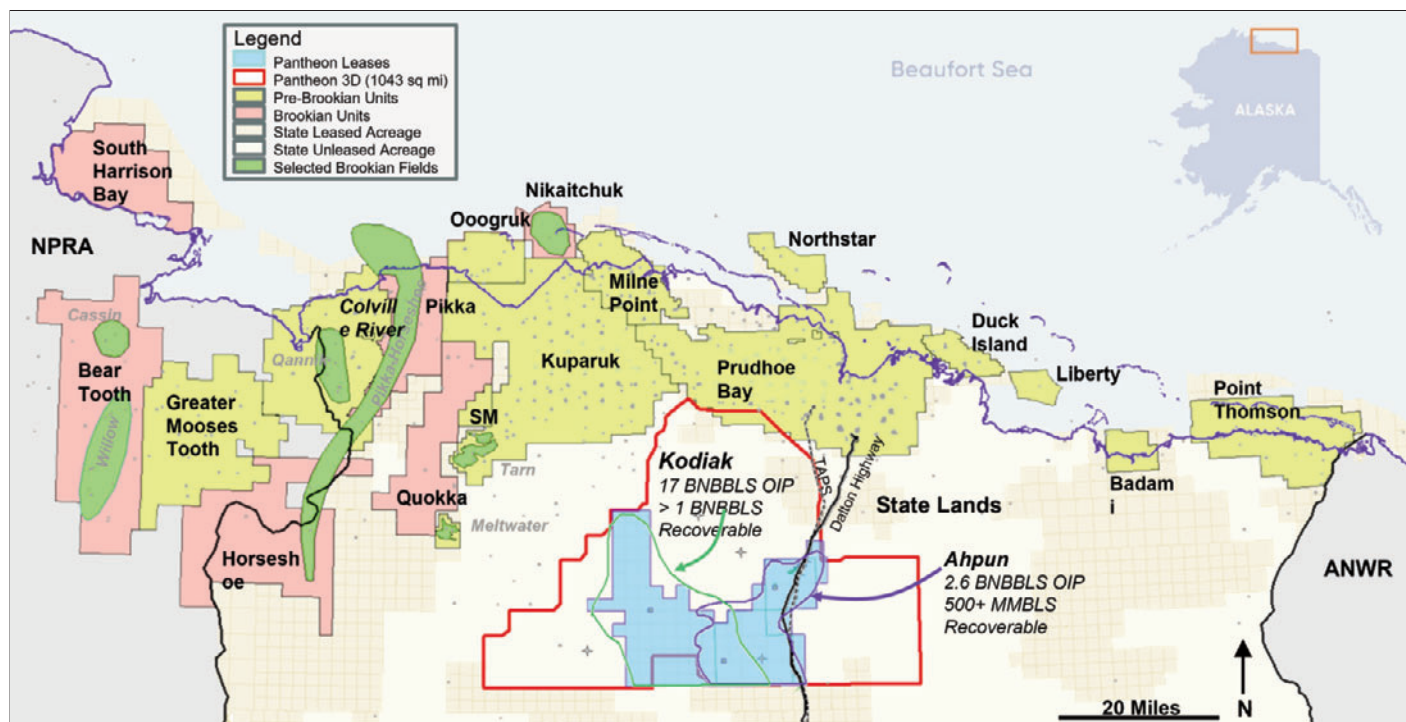 Legend
Pantheon Leases
Pantheon 3D (1043 sq mi)
Pre-Brookian Units
Brookian Units
State Leased Acreage
State Unleased Acreage
Selected Brookian Fields
Beaufort Sea
ALASKA
South
Harrison
Bay
NPRA
Nikaitchuk
Ooogruk
Northstar
Milne
Point
Colvill
e River
Pikka
Pikka-Horseshoe
Cassin
Qannik
Bear
Tooth
Willow
Greater
Mooses
Tooth
Kuparuk
Prudhoe
Bay
Duck
Island
Liberty
Point
Thomson
SM
Tarn
Quokka
Meltwater
Horsesh
oe
Kodiak
17 BNBBLS OIP
> 1 BNBBLS
Recoverable
TAPS
Dalton Highway
State Lands
Badam
i
Ahpun
2.6 BNBBLS OIP
500+ MMBLS
Recoverable
ANWR
20 Miles
N